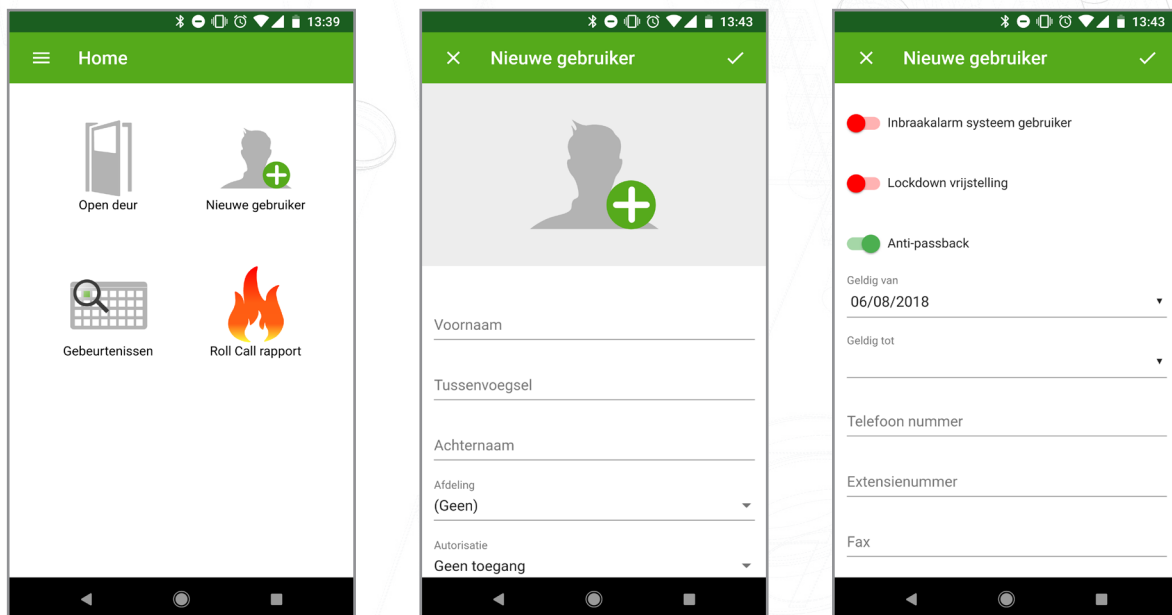 13:39
Home
Open deur
Nieuwe gebruiker
Gebeurtenissen
Roll Call rapport
13:43
Nieuwe gebruiker
Voornaam
Tussenvoegsel
Achternaam
Afdeling
(Geen)
Autorisatie
Geen toegang
13:43
Nieuwe gebruiker
Inbraakalarm systeem gebruiker
Lockdown vrijstelling
Anti-passback
Geldig van
06/08/2018
Geldig tot
Telefoon nummer
Extensienummer
Fax